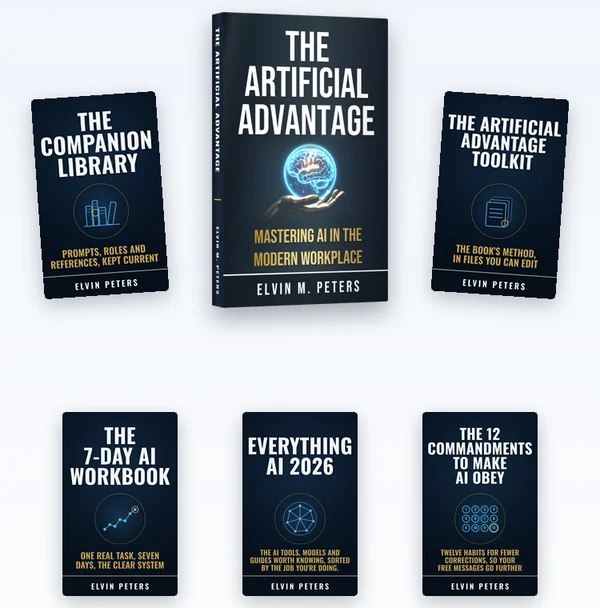 THE
COMPANION
LIBRARY
PROMPTS, ROLES AND
REFERENCES, KEPT CURRENT
ELVIN PETERS
THE ARTIFICIAL ADVANTAGE
ELVIN M. PETERS
THE
ARTIFICIAL
ADVANTAGE
MASTERING AI IN THE
MODERN WORKPLACE
ELVIN M. PETERS
THE ARTIFICIAL
ADVANTAGE
TOOLKIT
THE BOOK'S METHOD,
IN FILES YOU CAN EDIT
ELVIN PETERS
THE
7-DAY AI
WORKBOOK
ONE REAL TASK, SEVEN
DAYS, THE CLEAR SYSTEM
ELVIN PETERS
EVERYTHING
AI 2026
THE AI TOOLS, MODELS AND
GUIDES WORTH KNOWING, SORTED
BY THE JOB YOU'RE DOING.
ELVIN PETERS
THE 12
COMMANDMENTS
TO MAKE
AI OBEY
TWELVE HABITS FOR FEWER
CORRECTIONS, SO YOUR
FREE MESSAGES GO FURTHER
ELVIN PETERS